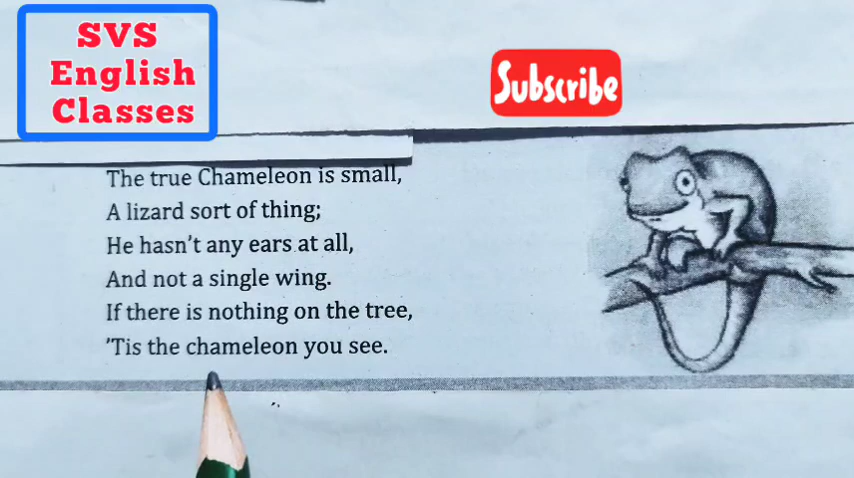 SVS
English
Classes
Subscribe
The true Chameleon is small,
A lizard sort of thing;
He hasn't any ears at all,
And not a single wing.
If there is nothing on the tree,
'Tis the chameleon you see.